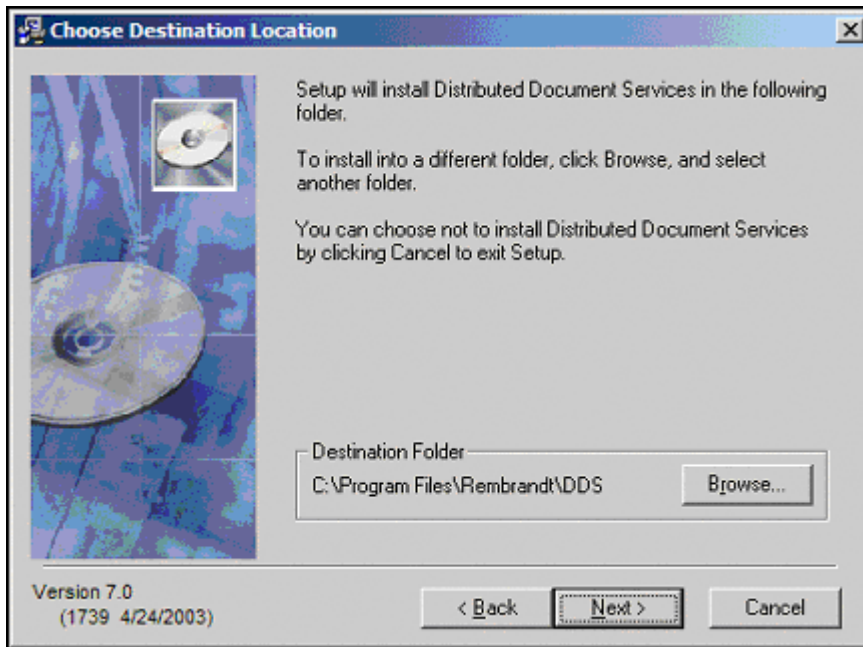 Choose Destination Location
Setup will install Distributed Document Services in the following
folder.
To install into a different folder, click Browse, and select
another folder.
You can choose not to install Distributed Document Services
by clicking Cancel to exit Setup.
Destination Folder
C:\Program Files\Rembrandt\DDS
Browse...
Version 7.0
(1739 4/24/2003)
< Back
Next >
Cancel